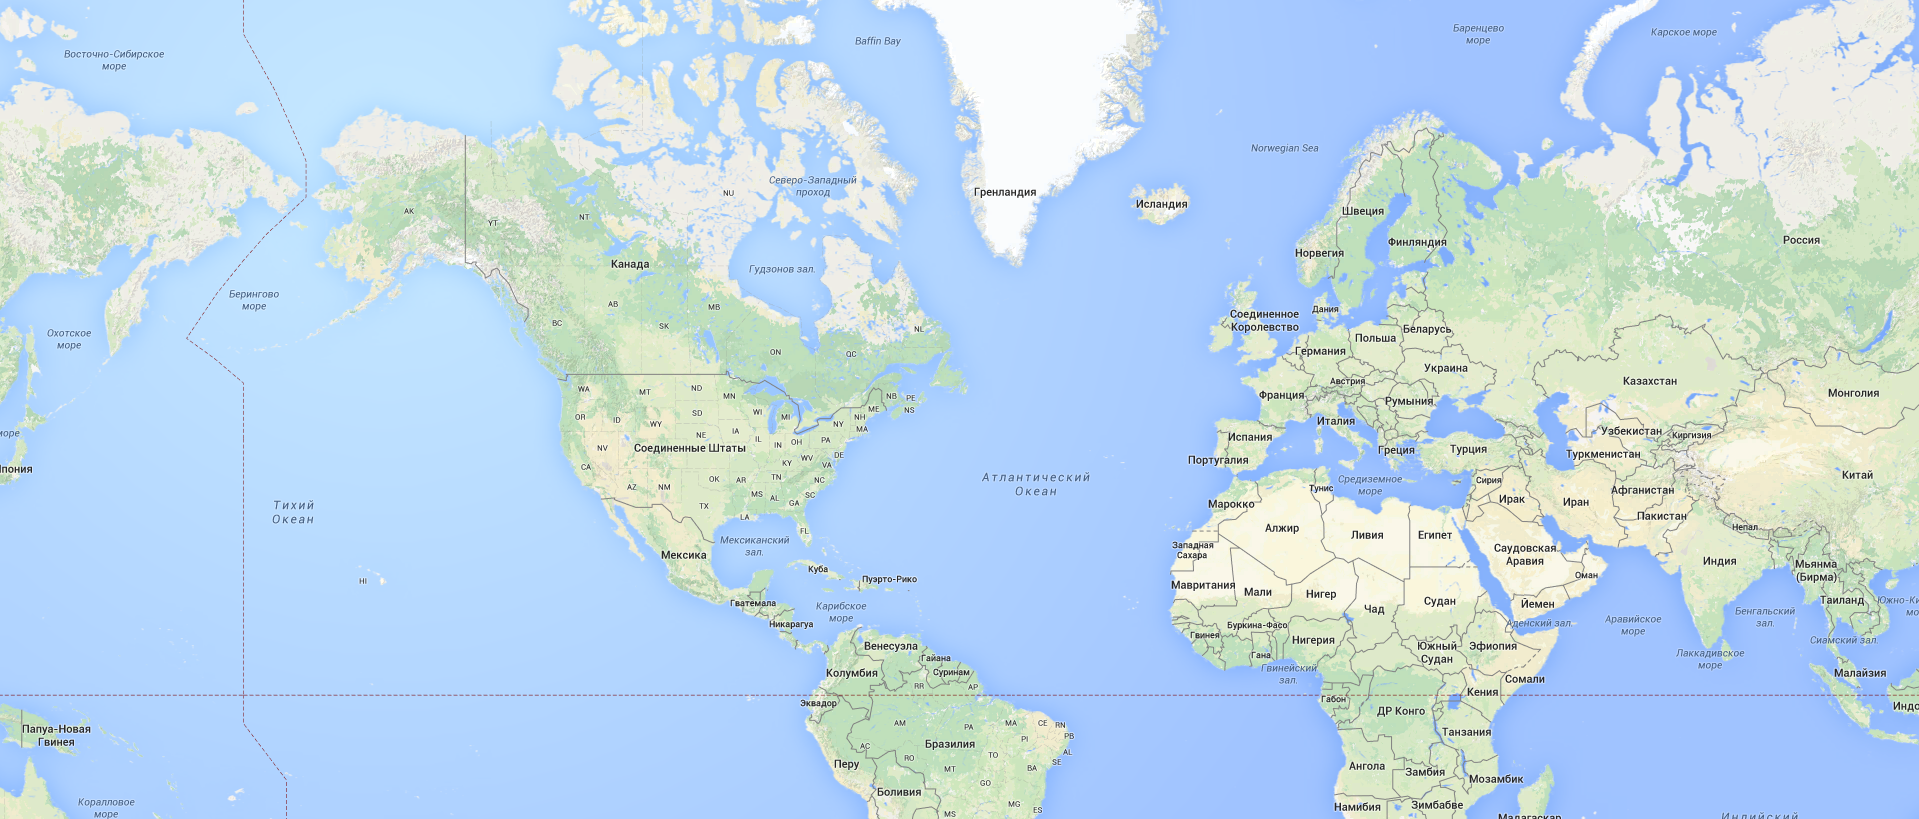 Восточно-Сибирское
море
Baffin Bay
Баренцево
море
Карское море
Norwegian Sea
Северо-Западный
проход
NU
Гренландия
Исландия
AK
YT
NT
Швеция
Финляндия
Россия
Норвегия
Канада
Гудзонов зал.
Берингово
море
Охотское
море
AB
MB
BC
SK
NL
ON
QC
Соединенное
Королевство
Дания
Беларусь
Польша
Германия
Украина
Австрия
Франция
Румыния
Казахстан
Монголия
WA
MT
ND
MN
OR
ID
SD
WI
MI
WY
NB
PE
ME
NS
NH
NY
MA
NE
IA
IL
IN
OH
PA
NV
Соединенные Штаты
DE
CA
KY
WV
VA
AZ
NM
OK
AR
TN
NC
MS
AL
GA
SC
TX
LA
FL
Италия
Испания
Португалия
Греция
Турция
Узбекистан
Киргизия
Туркменистан
Китай
море
Япония
Атлантический
Океан
Тихий
Океан
Средиземное
море
Тунис
Марокко
Сирия
Ирак
Иран
Афганистан
Пакистан
Непал
Алжир
Ливия
Египет
Западная
Сахара
Саудовская
Аравия
Индия
Мьянма
(Бирма)
Оман
Мексиканский
зал.
Мексика
HI
Куба
Пуэрто-Рико
Гватемала
Карибское
море
Никарагуа
Мавритания
Мали
Нигер
Чад
Судан
Йемен
Аденский зал.
Аравийское
море
Бенгальский
зал.
Таиланд
Южно-Ки
мо
Сиамский зал.
Буркина-Фасо
Гвинея
Гана
Нигерия
Гвинейский
зал.
Южный
Судан
Эфиопия
Сомали
Кения
Лаккадивское
море
Малайзия
Индо
Венесуэла
Гайана
Суринам
Колумбия
RR
AP
Эквадор
Габон
ДР Конго
Танзания
Папуа-Новая
Гвинея
AM
PA
MA
CE
RN
PB
PI
AL
SE
AC
Бразилия
RO
TO
BA
MT
GO
Перу
Боливия
MG
ES
MS
Ангола
Замбия
Мозамбик
Намибия
Зимбабве
Мадагаскар
Индийский
Коралловое
море